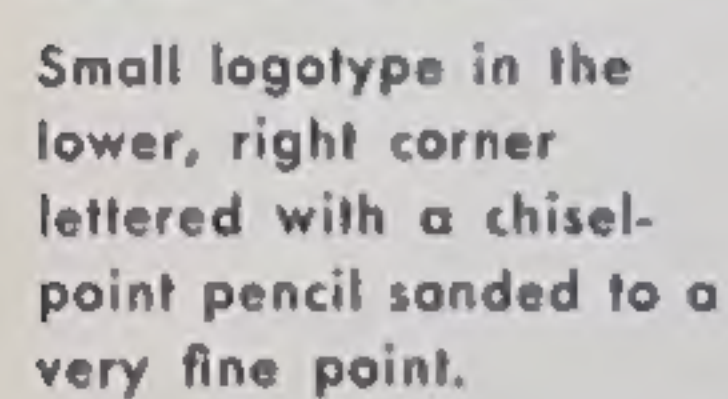 Small logotype in the
lower, right corner
lettered with a chisel-
point pencil sanded to a
very fine point.